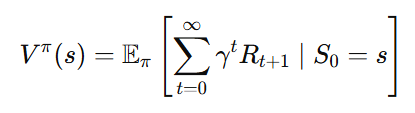 V^π(s) = 𝔼_π [ ∑_{t=0}^{∞} γ^t R_{t+1} | S_0 = s ]